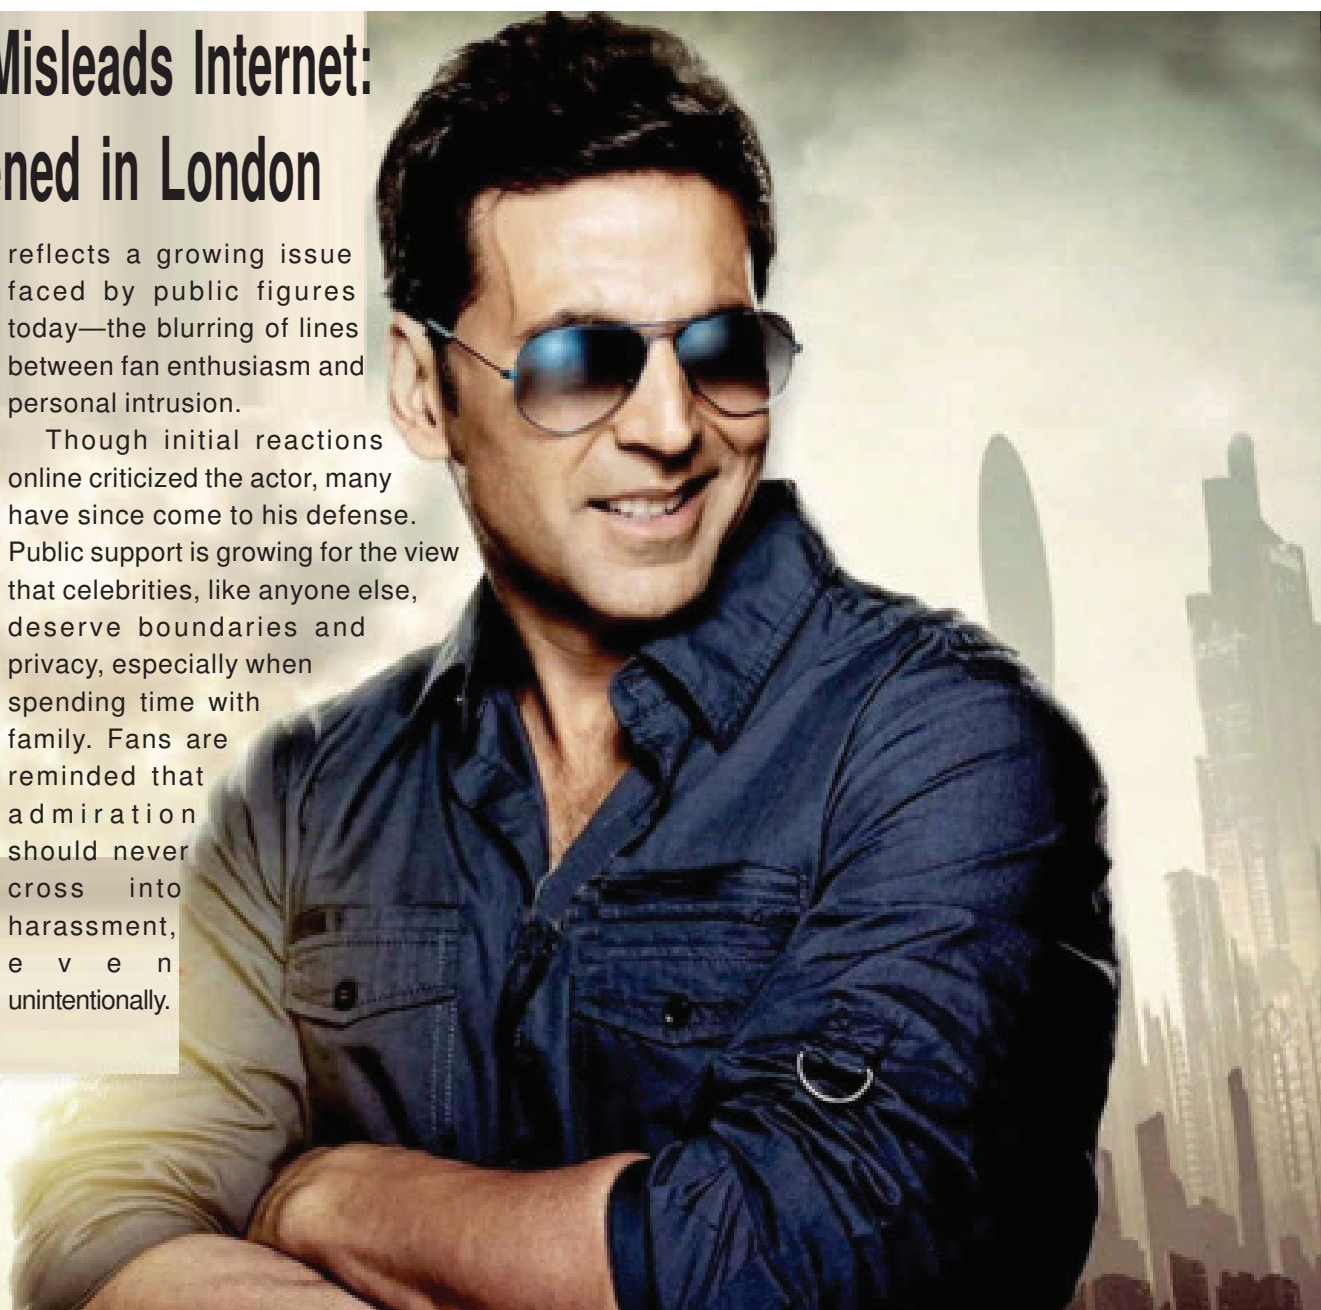 Misleads Internet:
ned in London
reflects a growing issue
faced by public figures
today—the blurring of lines
between fan enthusiasm and
personal intrusion.
Though initial reactions
online criticized the actor, many
have since come to his defense.
Public support is growing for the view
that celebrities, like anyone else,
deserve boundaries and
privacy, especially when
spending time with
family. Fans are
reminded that
admiration
should never
cross into
harassment,
even
unintentionally.